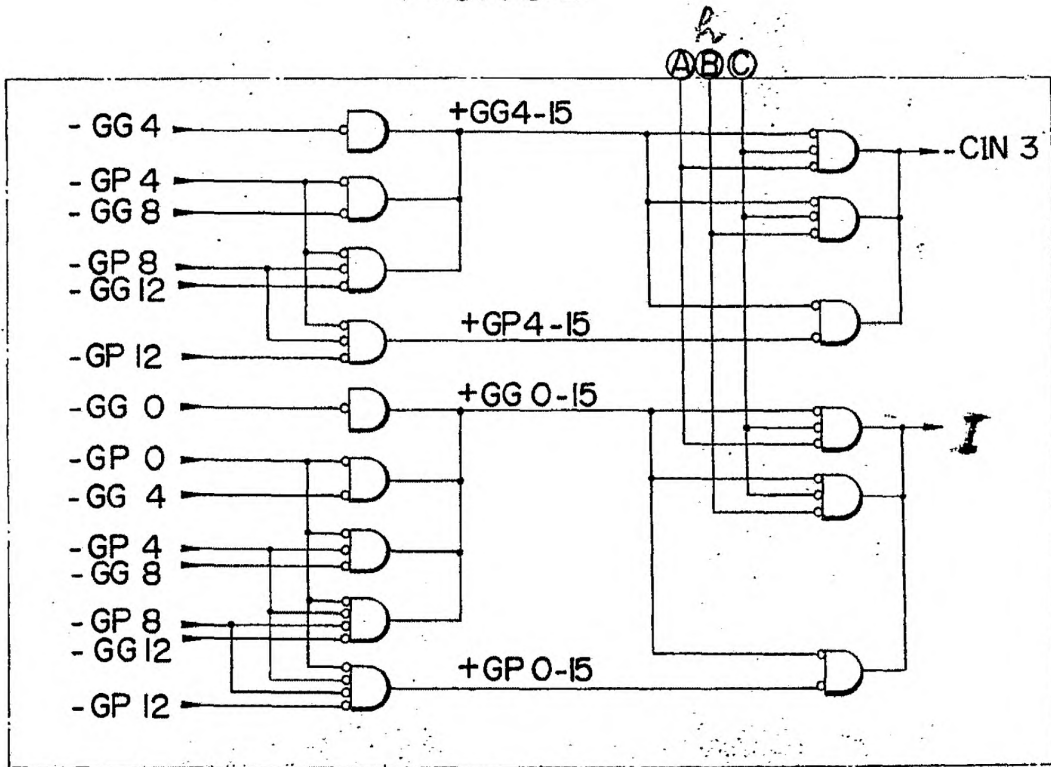 h
A B C
-GG 4
+GG4-15
-CIN 3
-GP 4
-GG 8
-GP 8
-GG 12
+GP4-15
-GP 12
-GG 0
+GG 0-15
I
-GP 0
-GG 4
-GP 4
-GG 8
-GP 8
-GG 12
+GP 0-15
-GP 12